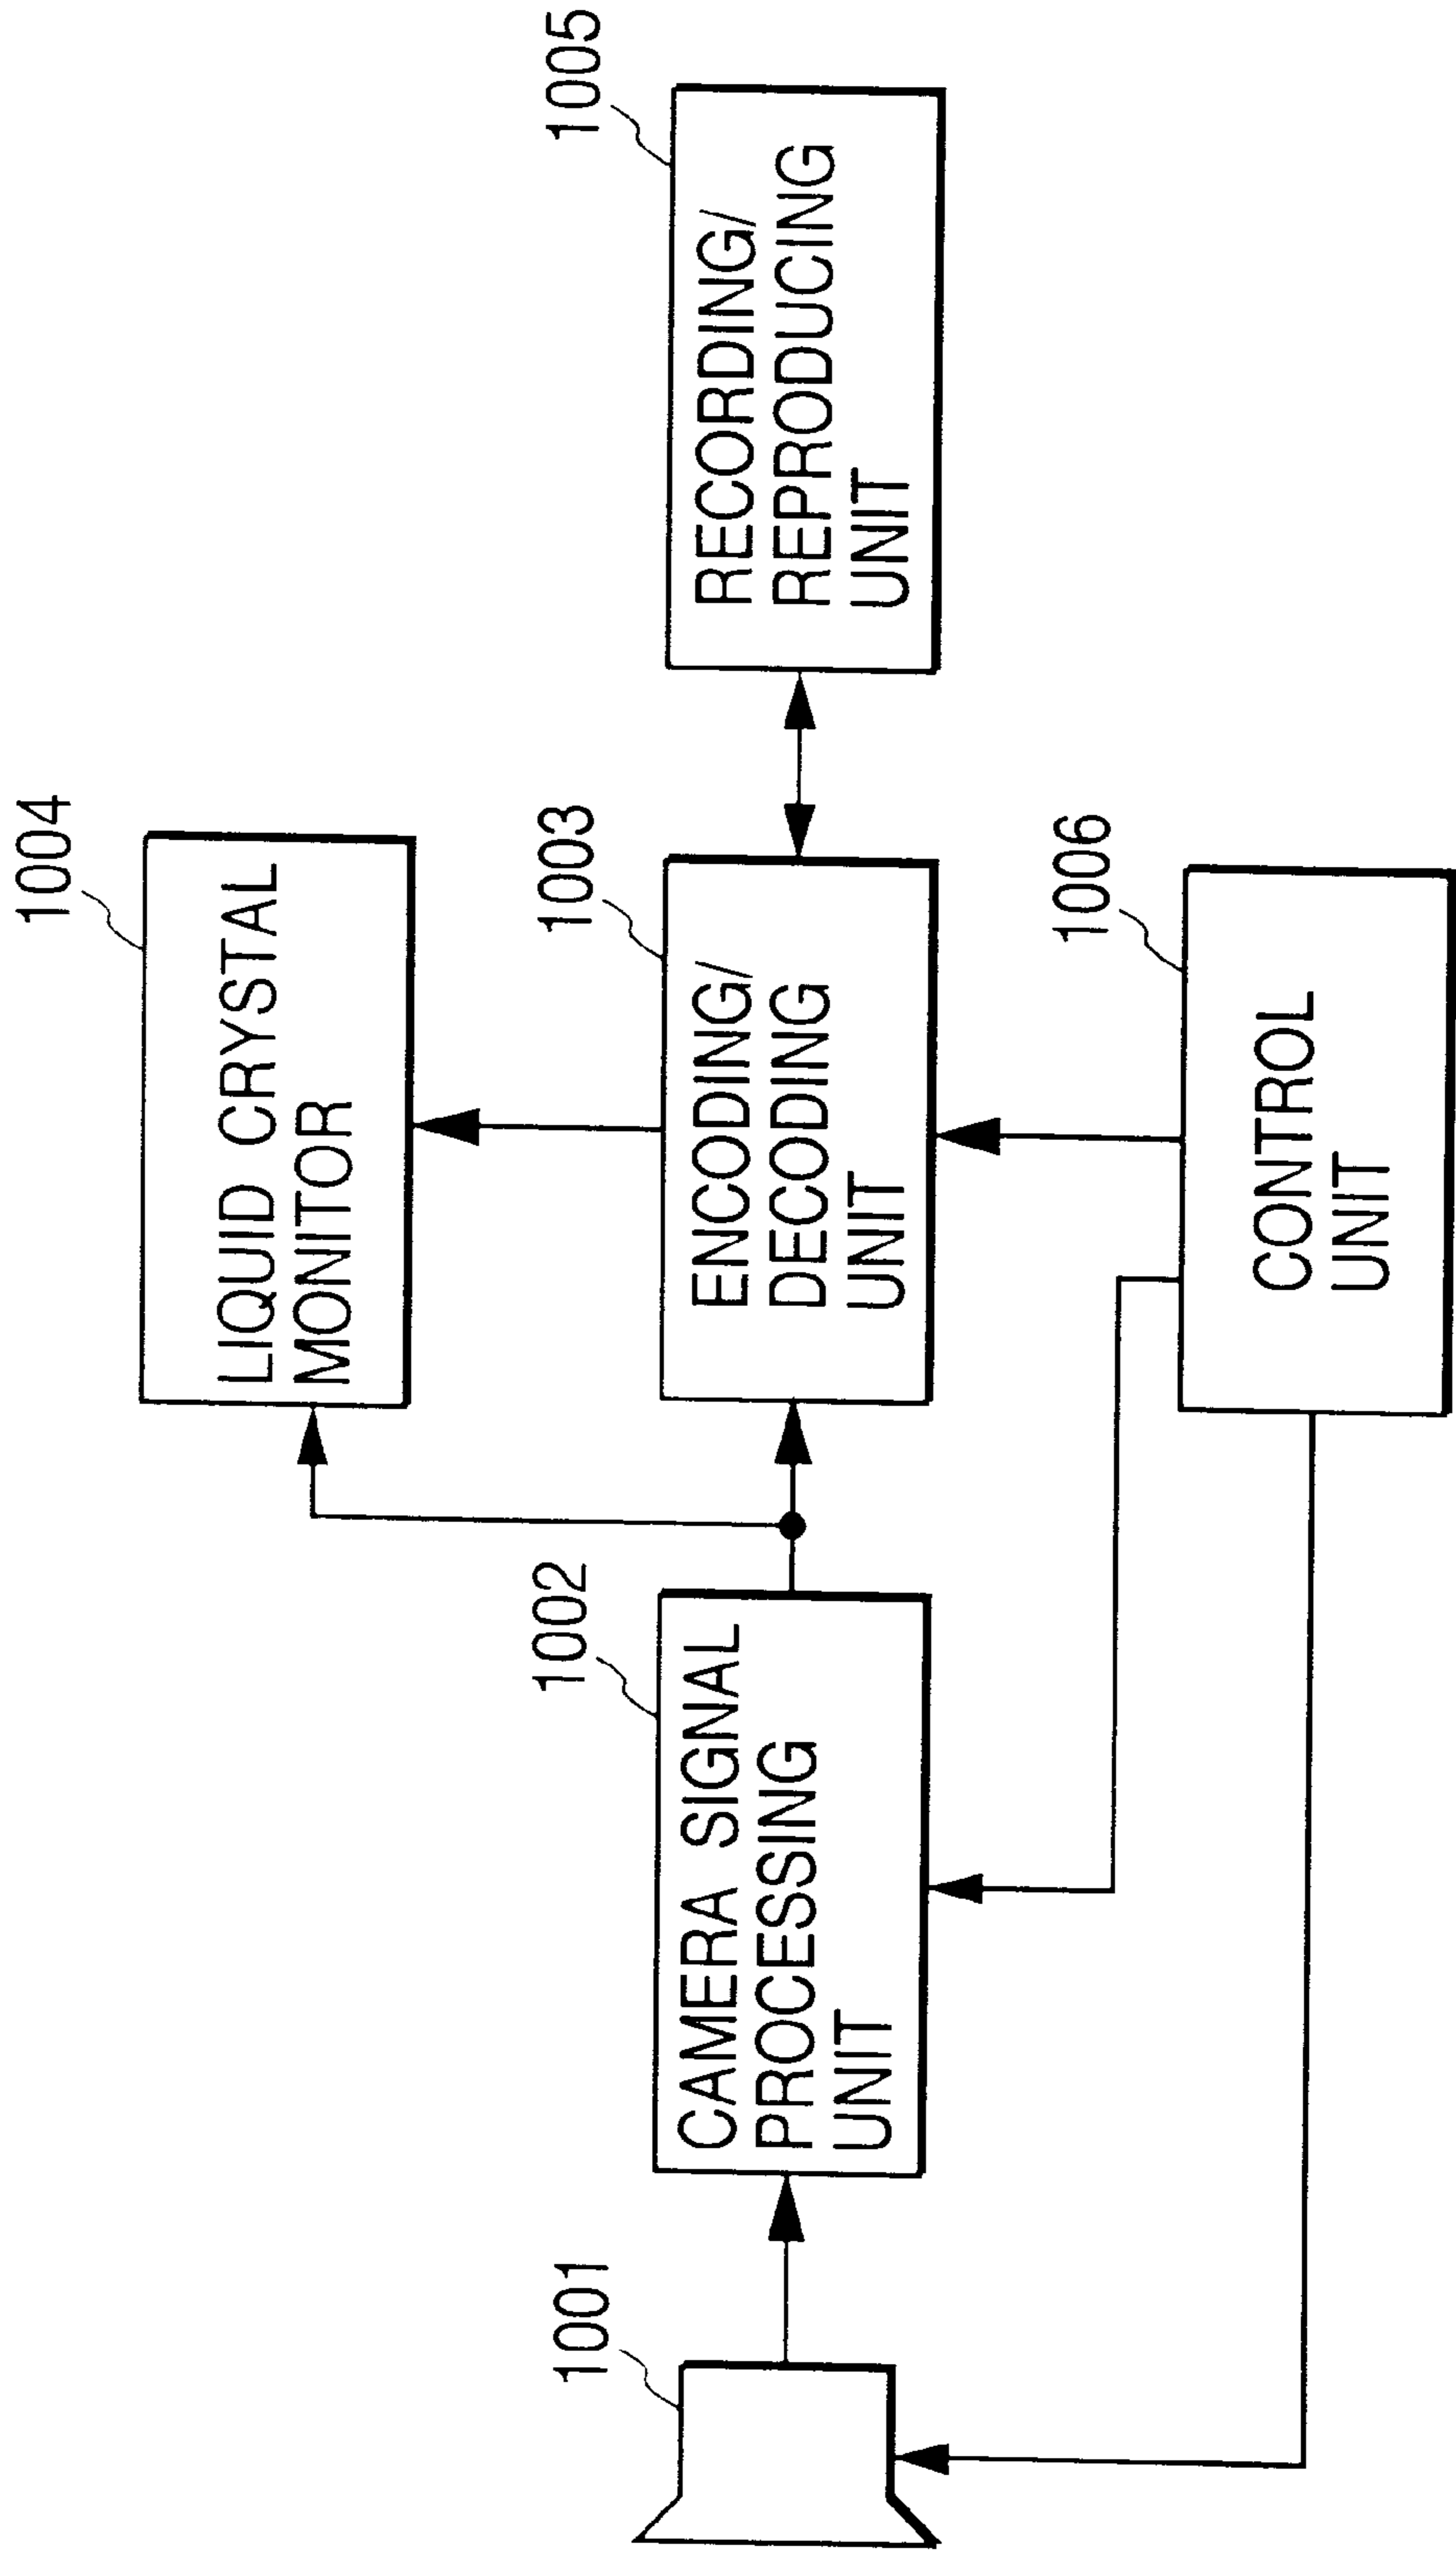 1004
LIQUID CRYSTAL
MONITOR
1001
1002
CAMERA SIGNAL
PROCESSING
UNIT
1003
ENCODING/
DECODING
UNIT
1005
RECORDING/
REPRODUCING
UNIT
1006
CONTROL
UNIT